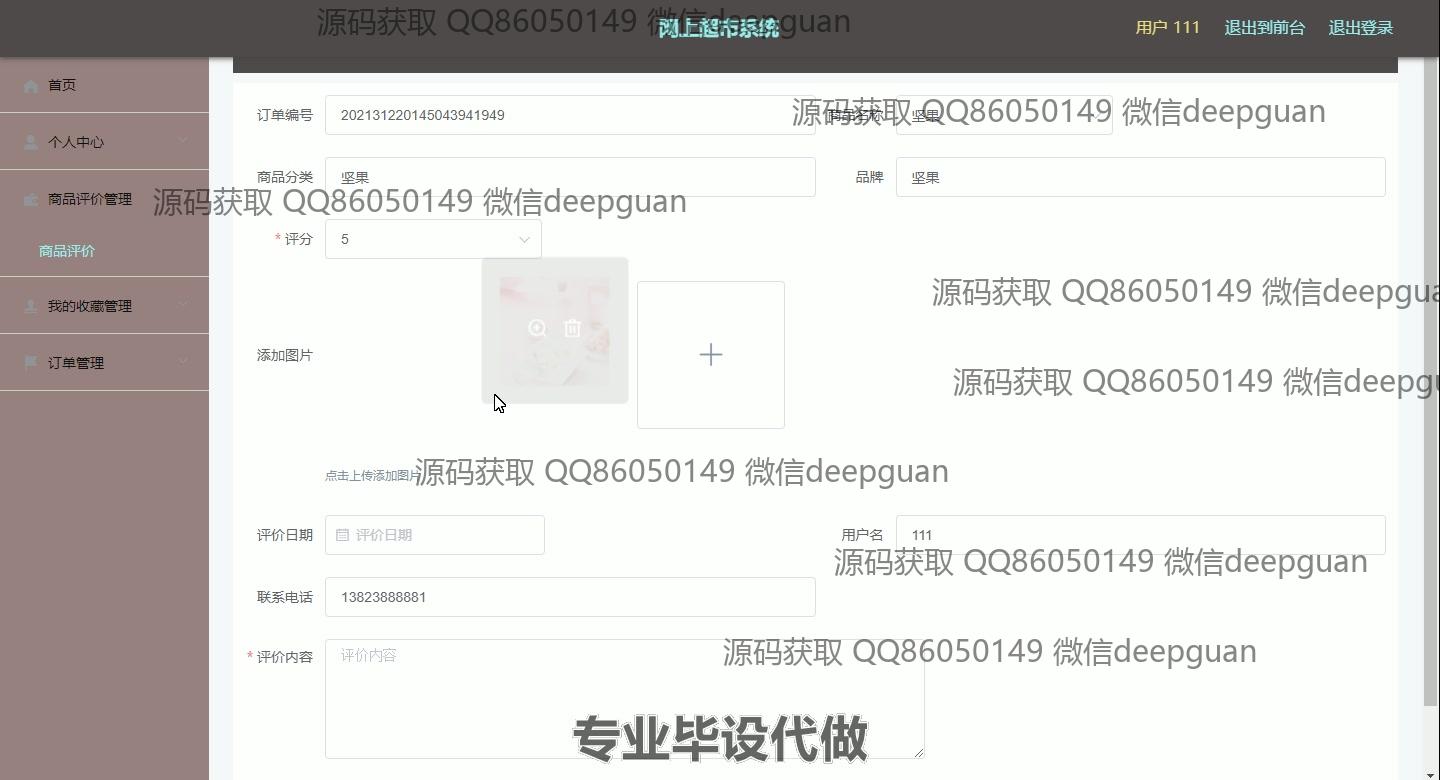 源码获取 QQ86050149 微信deepguan
网上超市系统
用户 111
退出到前台
退出登录
首页
个人中心
商品评价管理
商品评价
我的收藏管理
订单管理
订单编号
202131220145043941949
商品名称
坚果
源码获取 QQ86050149 微信deepguan
商品分类
坚果
品牌
坚果
源码获取 QQ86050149 微信deepguan
* 评分
5
源码获取 QQ86050149 微信deepgua
添加图片
源码获取 QQ86050149 微信deepgu
点击上传添加图片
源码获取 QQ86050149 微信deepguan
评价日期
评价日期
用户名
111
源码获取 QQ86050149 微信deepguan
联系电话
13823888881
* 评价内容
评价内容
源码获取 QQ86050149 微信deepguan
专业毕设代做